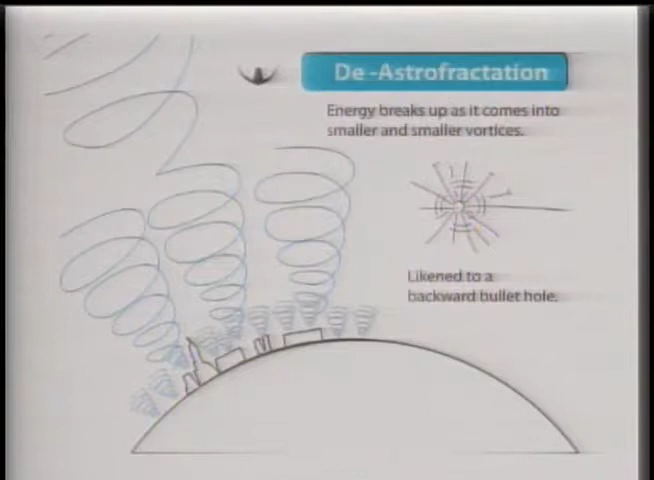 De-Astrofractation
Energy breaks up as it comes into
smaller and smaller vortices.
Likened to a
backward bullet hole.